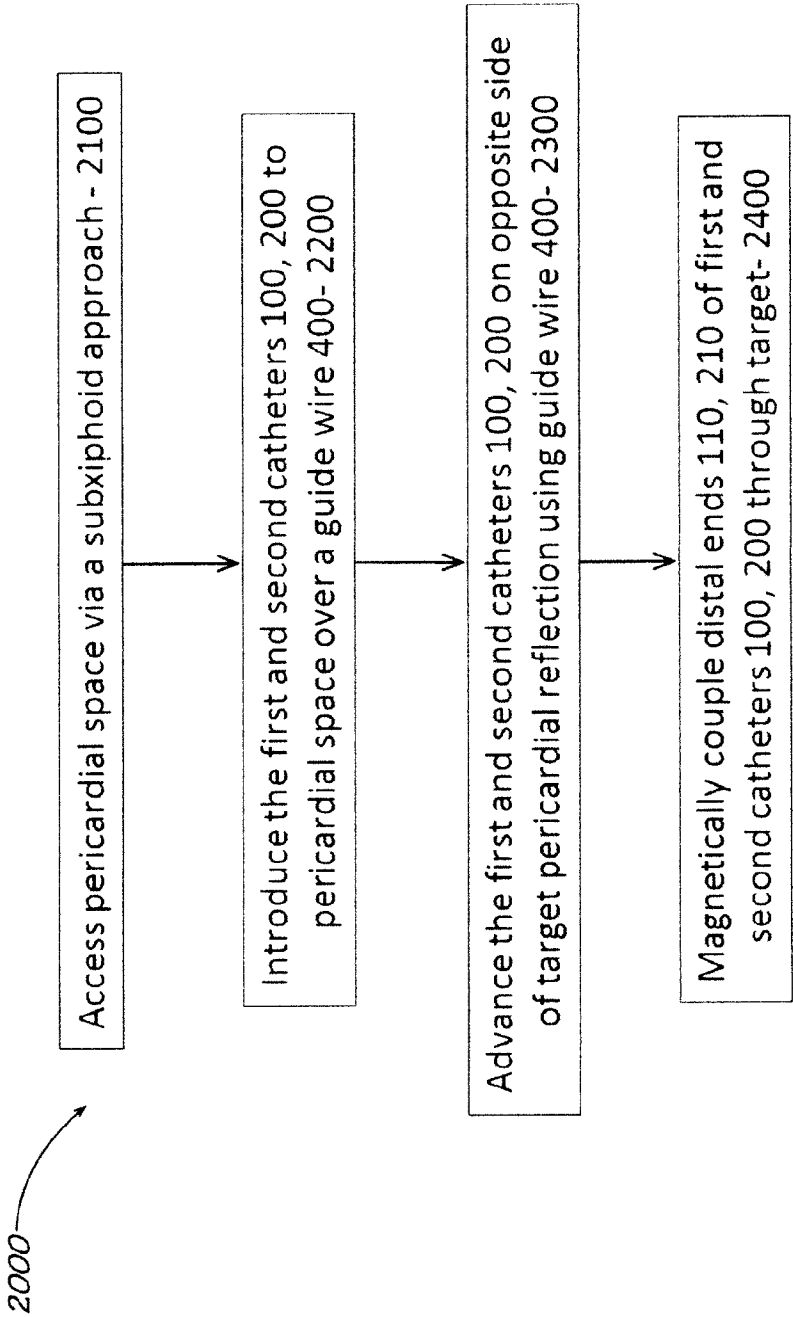 2000
Access pericardial space via a subxiphoid approach - 2100
Introduce the first and second catheters 100, 200 to
pericardial space over a guide wire 400- 2200
Advance the first and second catheters 100, 200 on opposite side
of target pericardial reflection using guide wire 400- 2300
Magnetically couple distal ends 110, 210 of first and
second catheters 100, 200 through target- 2400